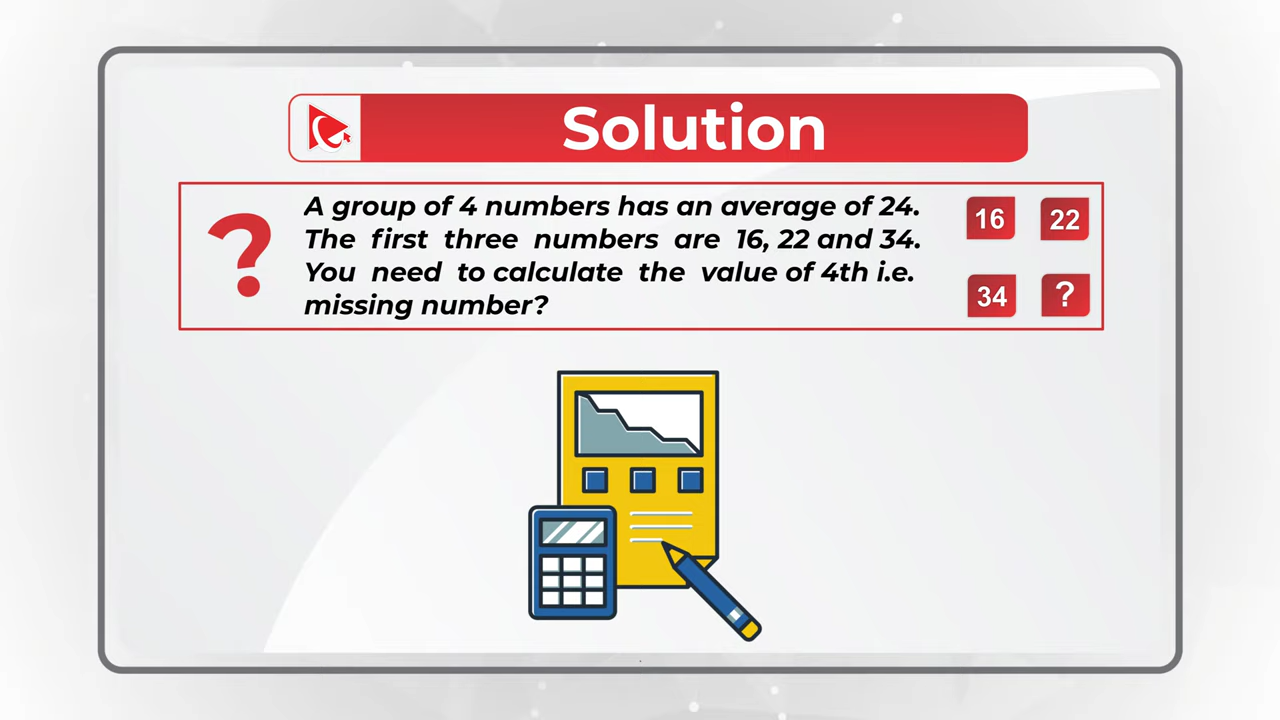 Solution
A group of 4 numbers has an average of 24.
The first three numbers are 16, 22 and 34.
You need to calculate the value of 4th i.e.
missing number?
?
16 22
34 ?